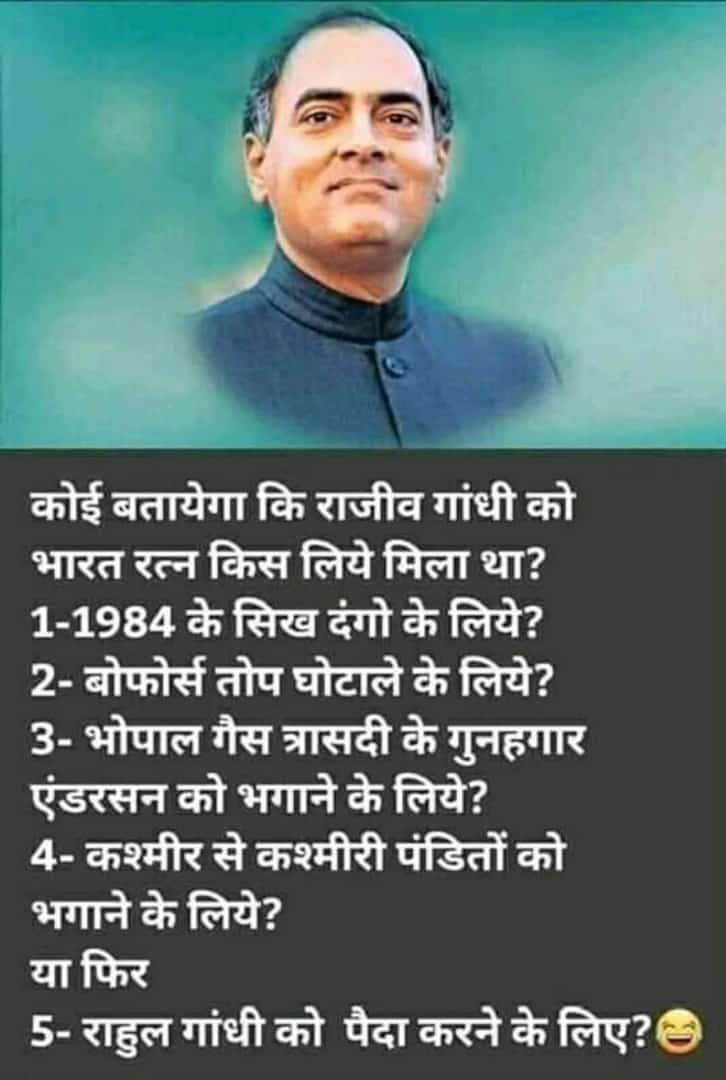 कोई बतायेगा कि राजीव गांधी को
भारत रत्न किस लिये मिला था?
1-1984 के सिख दंगो के लिये?
2- बोफोर्स तोप घोटाले के लिये?
3- भोपाल गैस त्रासदी के गुनहगार
एंडरसन को भगाने के लिये?
4- कश्मीर से कश्मीरी पंडितों को
भगाने के लिये?
या फिर
5- राहुल गांधी को पैदा करने के लिए?😂